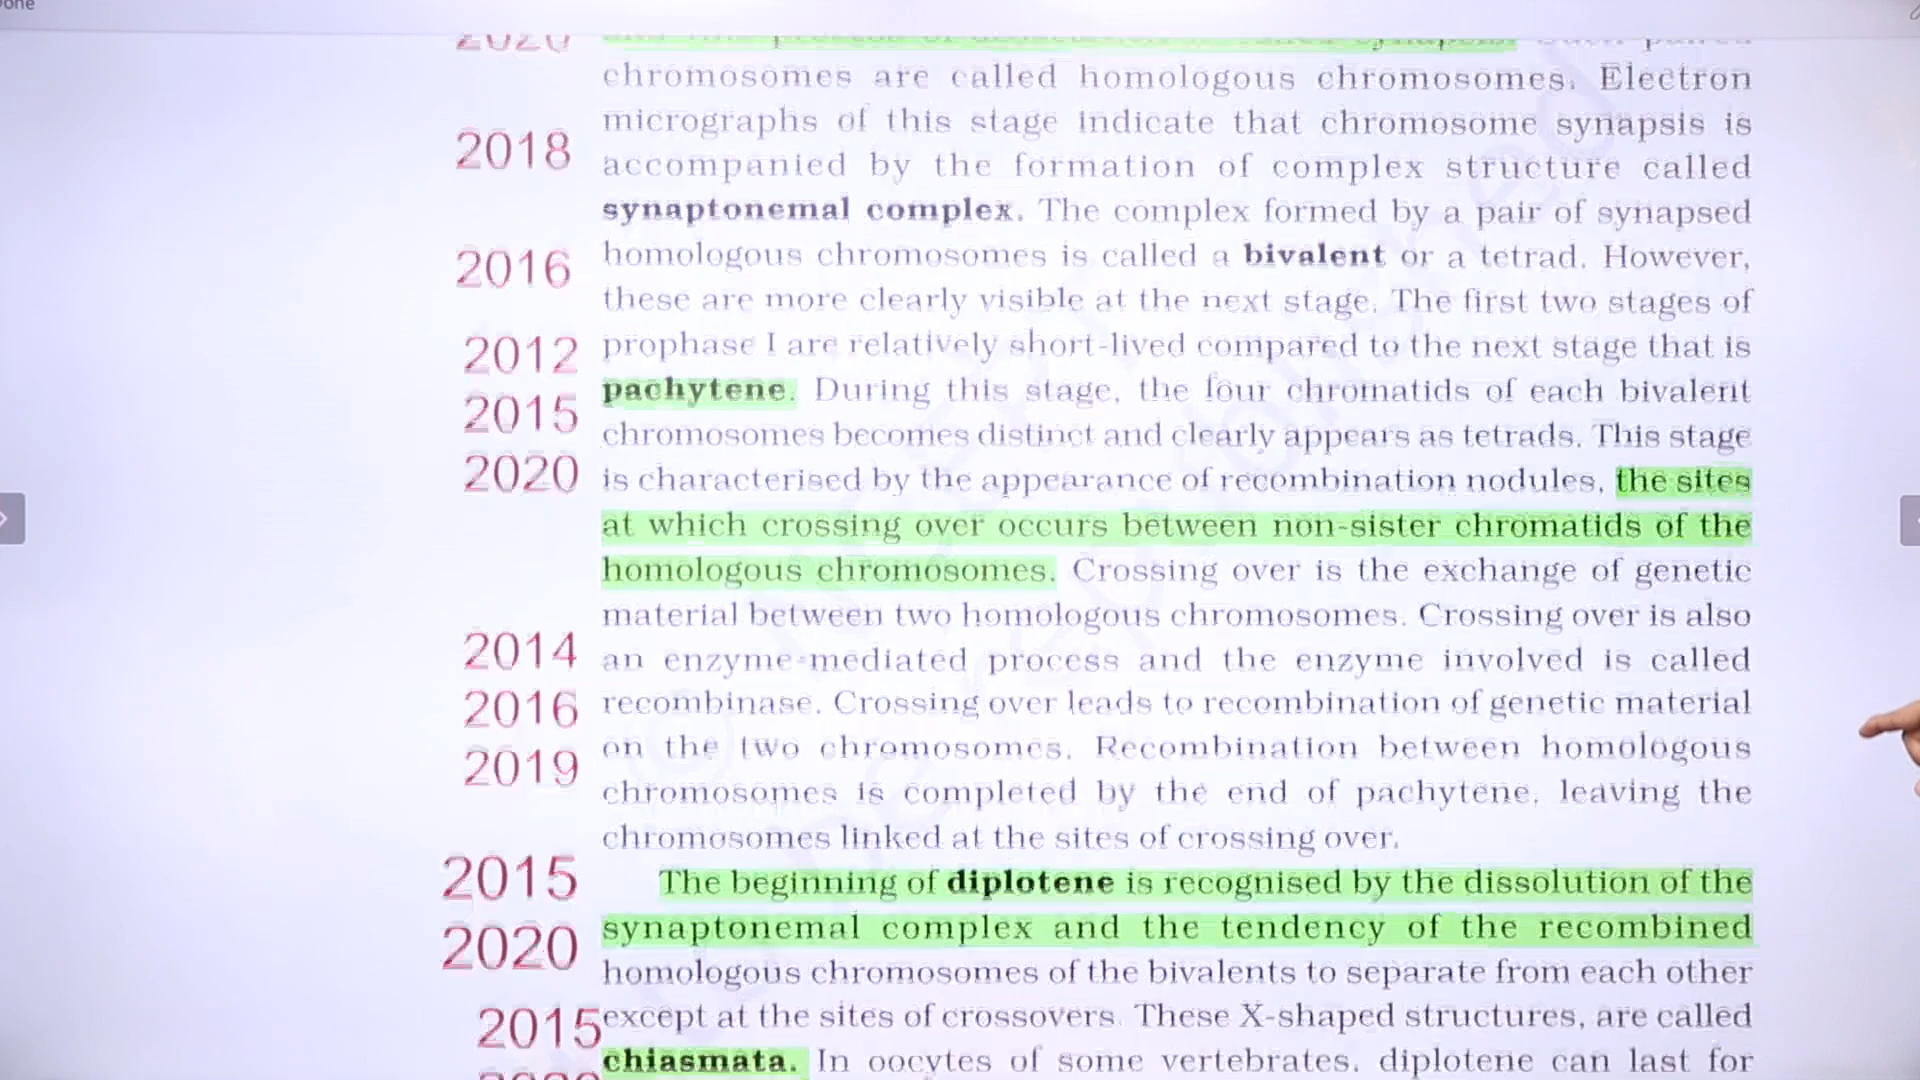 one
2020
chromosomes are called homologous chromosomes. Electron
micrographs of this stage indicate that chromosome synapsis is
2018
accompanied by the formation of complex structure called
synaptonemal complex. The complex formed by a pair of synapsed
2016
homologous chromosomes is called a bivalent or a tetrad. However,
these are more clearly visible at the next stage. The first two stages of
2012
prophase I are relatively short-lived compared to the next stage that is
pachytene. During this stage, the four chromatids of each bivalent
2015
chromosomes becomes distinct and clearly appears as tetrads. This stage
2020
is characterised by the appearance of recombination nodules, the sites
at which crossing over occurs between non-sister chromatids of the
homologous chromosomes. Crossing over is the exchange of genetic
material between two homologous chromosomes. Crossing over is also
2014
an enzyme-mediated process and the enzyme involved is called
2016
recombinase. Crossing over leads to recombination of genetic material
on the two chromosomes. Recombination between homologous
2019
chromosomes is completed by the end of pachytene, leaving the
chromosomes linked at the sites of crossing over.
2015
The beginning of diplotene is recognised by the dissolution of the
2020
synaptonemal complex and the tendency of the recombined
homologous chromosomes of the bivalents to separate from each other
2015
except at the sites of crossovers. These X-shaped structures, are called
chiasmata. In oocytes of some vertebrates, diplotene can last for